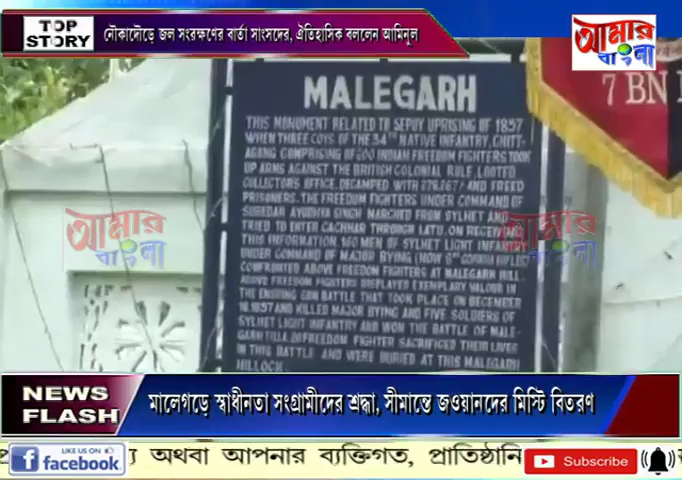 TOP
STORY
নৌকাদৌড়ে জল সংরক্ষণের বার্তা সাংসদের, ঐতিহাসিক বললেন আমিনুল
আমার
বাংলা
7 BN
MALEGARH
THIS MONUMENT RELATED TO SEPOY UPRISING OF 1857
WHEN THREE COYS OF THE 34TH NATIVE INFANTRY, CHITT-
AGONG COMPRISING OF 200 INDIAN FREEDOM FIGHTERS TOOK
UP ARMS AGAINST THE BRITISH COLONIAL RULE, LOOTED
COLLECTORS OFFICE, DECAMPED WITH AND FREED
PRISONERS. THE FREEDOM FIGHTERS UNDER COMMAND OF
SUBEDAR AYODHYA SINGH MARCHED FROM SYLHET AND
TRIED TO ENTER CACHHAR THROUGH LATU. ON RECEIVING
THIS INFORMATION, 160 MEN OF SYLHET LIGHT INFANTRY
UNDER COMMAND OF MAJOR BYING (NOW
CONFRONTED ABOVE FREEDOM FIGHTERS AT MALEGARH HILL.
ABOVE FREEDOM FIGHTERS DISPLAYED EXEMPLARY VALOUR IN
THE ENSUING GUN BATTLE THAT TOOK PLACE ON DECEMBER
18,1857 AND KILLED MAJOR BYING AND FIVE SOLDIERS OF
SYLHET LIGHT INFANTRY AND WON THE BATTLE OF MALE-
GARH FREEDOM FIGHTER SACRIFICED THEIR LIVES
IN THIS BATTLE AND WERE BURIED AT THIS MALEGARH
HILLOCK.
আমার
বাংলা
আমার
বাংলা
NEWS
FLASH
মালেগড়ে স্বাধীনতা সংগ্রামীদের শ্রদ্ধা, সীমান্তে জওয়ানদের মিস্টি বিতরণ
LIKE US ON
facebook
অথবা আপনার ব্যক্তিগত, প্রাতিষ্ঠানি
Subscribe